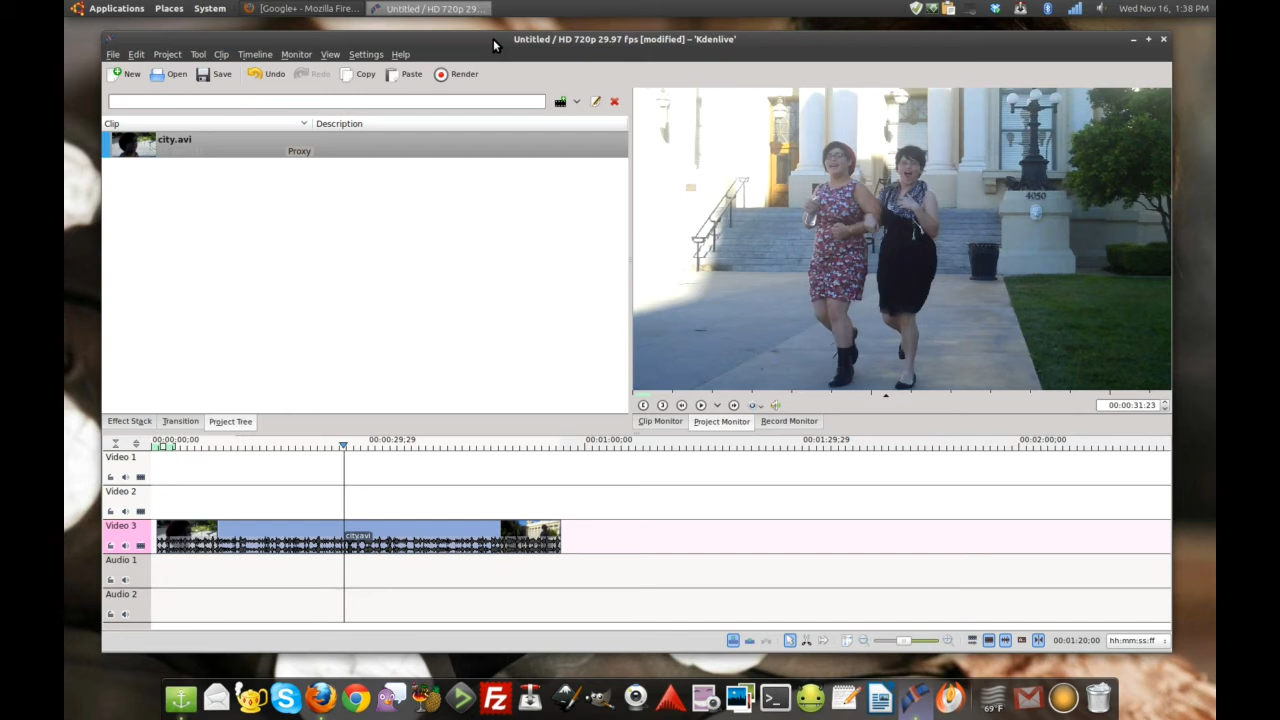 Applications Places System [Google+ - Mozilla Fire... Untitled / HD 720p 29.... Wed Nov 16, 1:38 PM
Untitled / HD 720p 29.97 fps [modified] – 'Kdenlive'
File Edit Project Tool Clip Timeline Monitor View Settings Help
New Open Save Undo Redo Copy Paste Render
Clip Description
city.avi
Proxy
4050
00:00:31:23
Effect Stack Transition Project Tree Clip Monitor Project Monitor Record Monitor
00:00:00:00 00:00:29:29 00:01:00:00 00:01:29:29 00:02:00:00
Video 1
Video 2
Video 3
city.avi
Audio 1
Audio 2
00:01:20:00 hh:mm:ss:ff
FZ
69°F